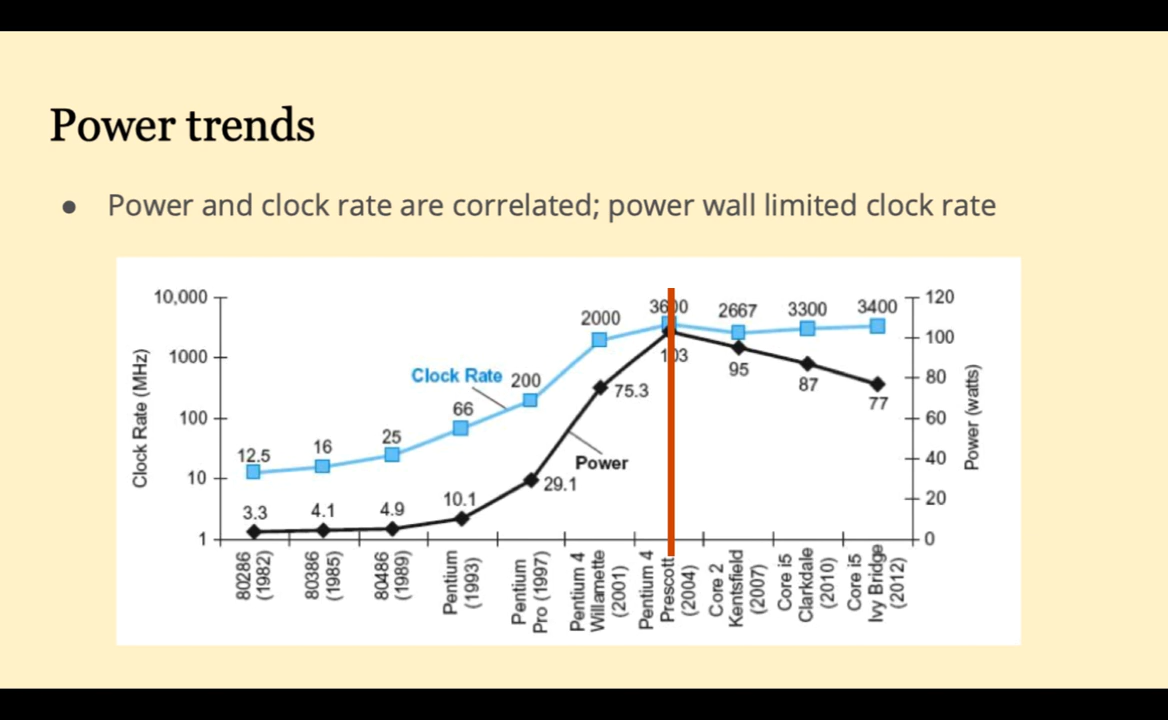 Power trends
● Power and clock rate are correlated; power wall limited clock rate
10,000
1000
100
10
1
Clock Rate (MHz)
12.5
16
25
66
200
2000
3600
2667
3300
3400
Clock Rate
3.3
4.1
4.9
10.1
29.1
75.3
103
95
87
77
Power
120
100
80
60
40
20
0
Power (watts)
80286
(1982)
80386
(1985)
80486
(1989)
Pentium
(1993)
Pentium
Pro (1997)
Pentium 4
Willamette
(2001)
Pentium 4
Prescott
(2004)
Core 2
Kentsfield
(2007)
Core i5
Clarkdale
(2010)
Core i5
Ivy Bridge
(2012)